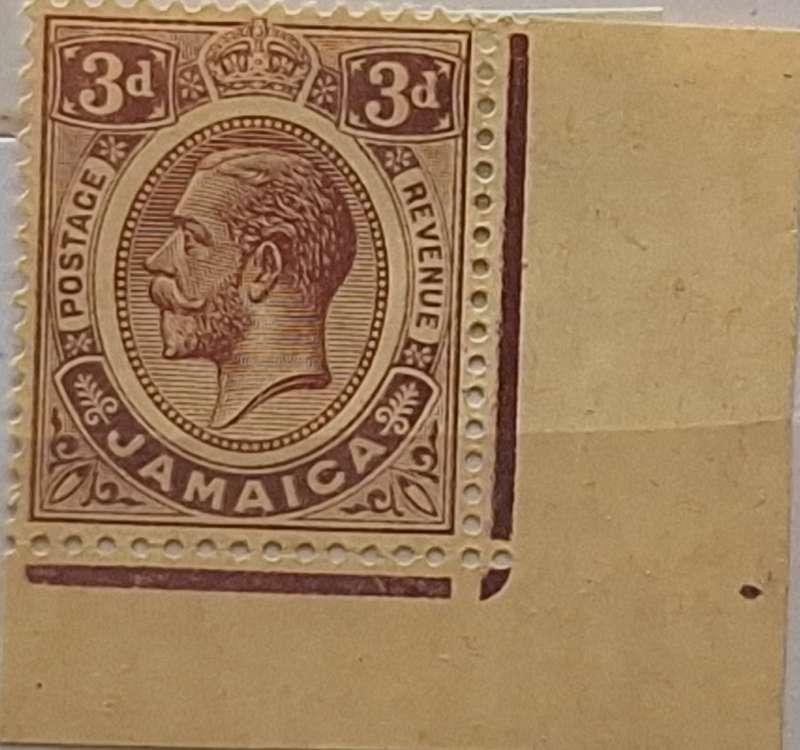 3d 3d
POSTAGE
REVENUE
JAMAICA